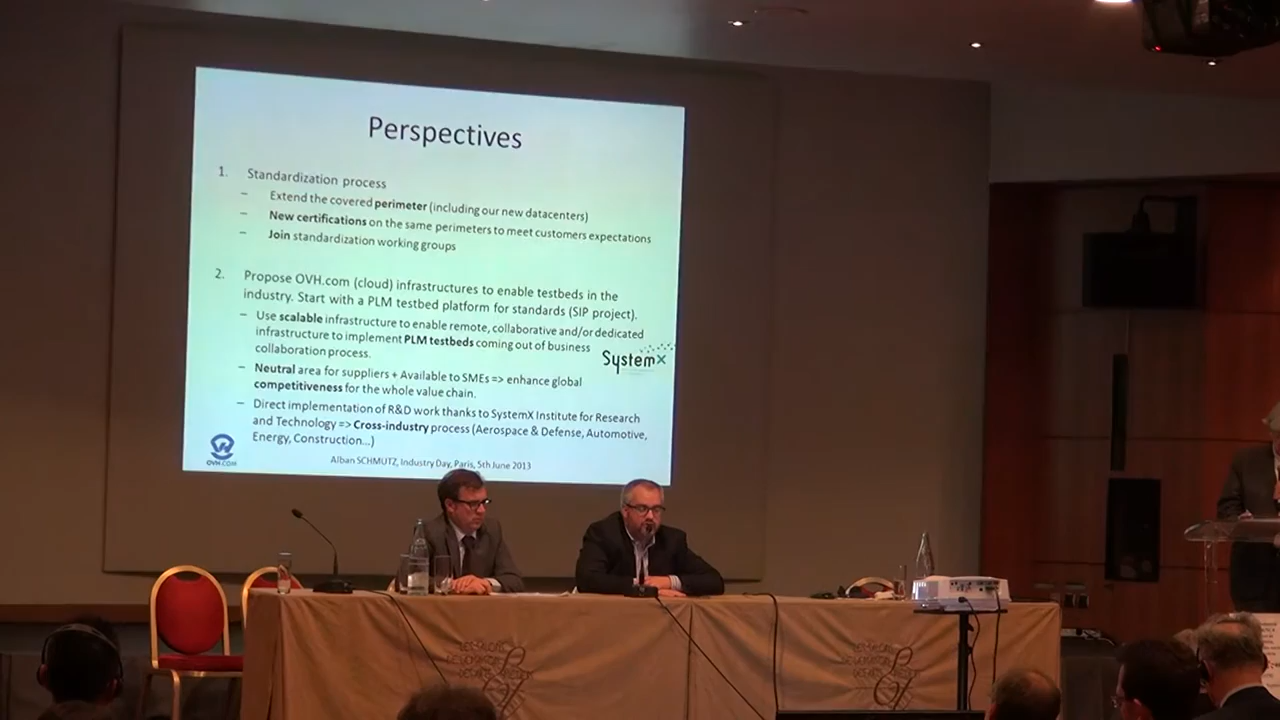 Perspectives
1. Standardization process
– Extend the covered perimeter (including our new datacenters)
– New certifications on the same perimeters to meet customers expectations
– Join standardization working groups
2. Propose OVH.com (cloud) infrastructures to enable testbeds in the
industry. Start with a PLM testbed platform for standards (SIP project).
– Use scalable infrastructure to enable remote, collaborative and/or dedicated
infrastructure to implement PLM testbeds coming out of business
collaboration process.
SystemX
– Neutral area for suppliers + Available to SMEs => enhance global
competitiveness for the whole value chain.
– Direct implementation of R&D work thanks to SystemX Institute for Research
and Technology => Cross-industry process (Aerospace & Defense, Automotive,
Energy, Construction...)
OVH.COM
Alban SCHMUTZ, Industry Day, Paris, 5th June 2013